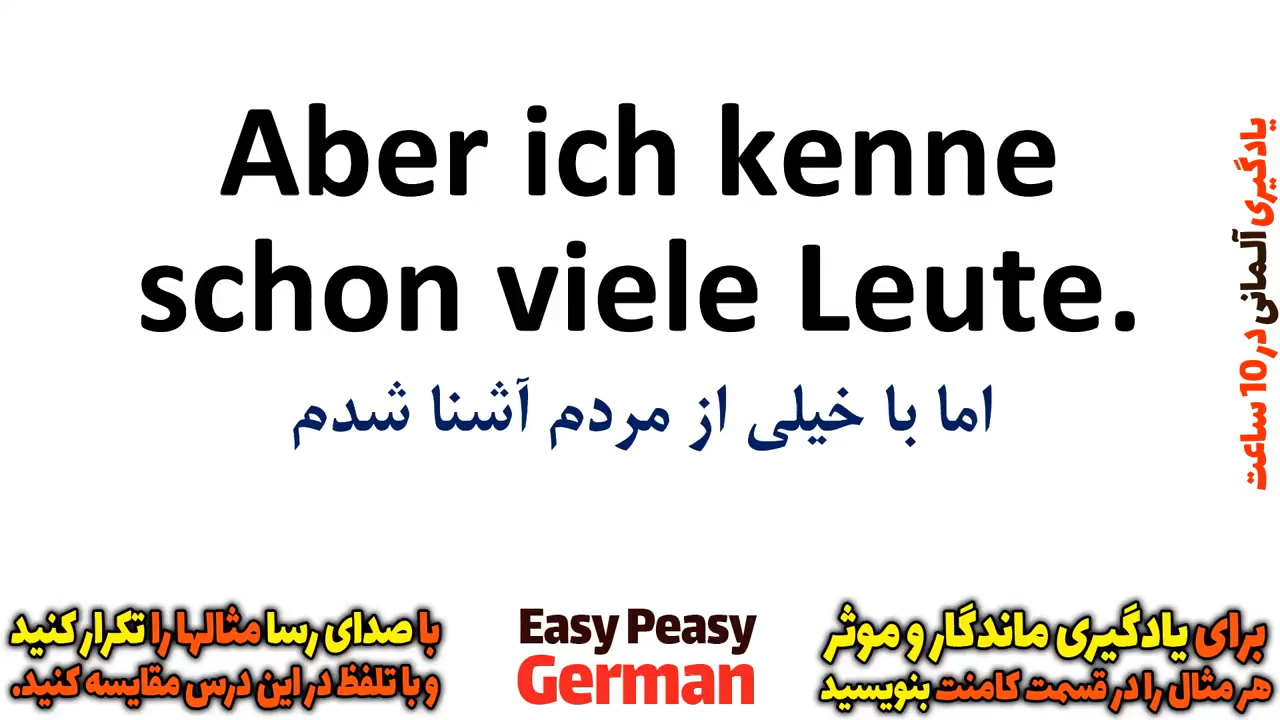 Aber ich kenne
schon viele Leute.
اما با خیلی از مردم آشنا شدم
یادگیری آلمانی در 10 ساعت
با صدای رسا مثالها را تکرار کنید
و با تلفظ در این درس مقایسه کنید.
Easy Peasy
German
برای یادگیری ماندگار و موثر
هر مثال را در قسمت کامنت بنویسید